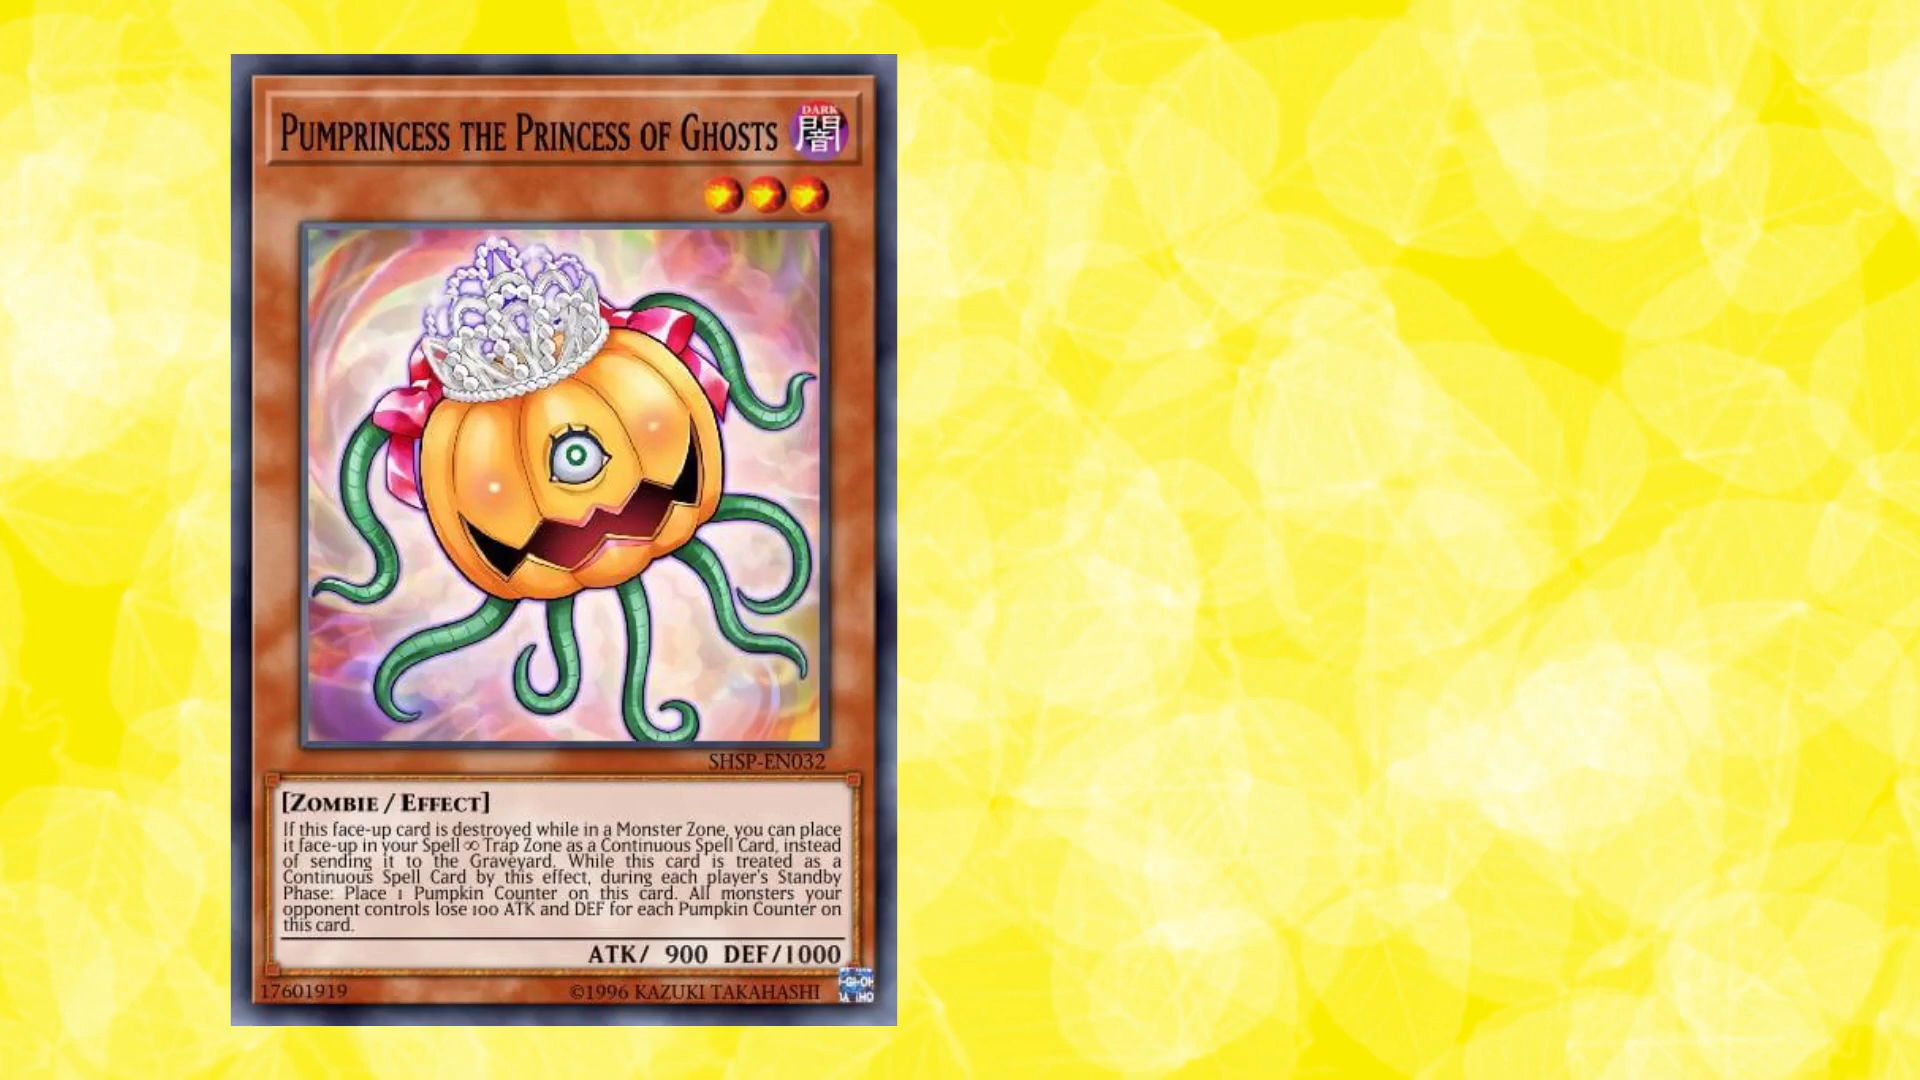 Pumprincess the Princess of Ghosts
DARK
闇
SHSP-EN032
[Zombie / Effect]
If this face-up card is destroyed while in a Monster Zone, you can place
it face-up in your Spell ∞ Trap Zone as a Continuous Spell Card, instead
of sending it to the Graveyard. While this card is treated as a
Continuous Spell Card by this effect, during each player's Standby
Phase: Place 1 Pumpkin Counter on this card. All monsters your
opponent controls lose 100 ATK and DEF for each Pumpkin Counter on
this card.
ATK/ 900 DEF/1000
17601919 ©1996 KAZUKI TAKAHASHI